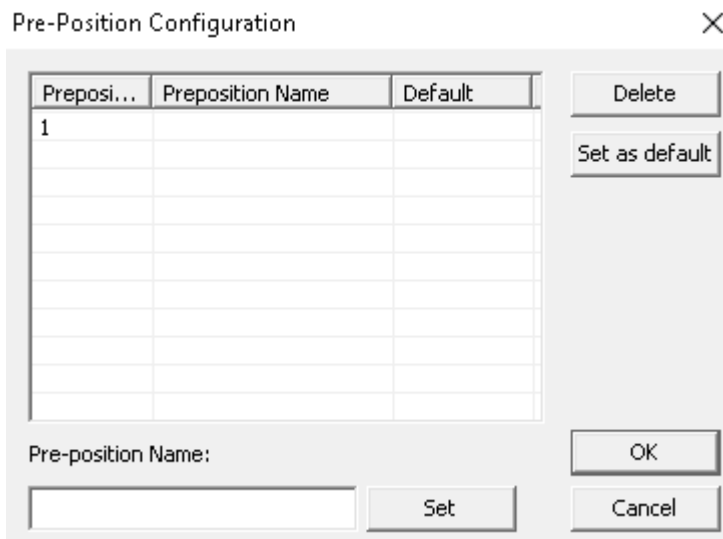 Pre-Position Configuration
Preposi... Preposition Name Default
1
Delete
Set as default
Pre-position Name:
Set
OK
Cancel